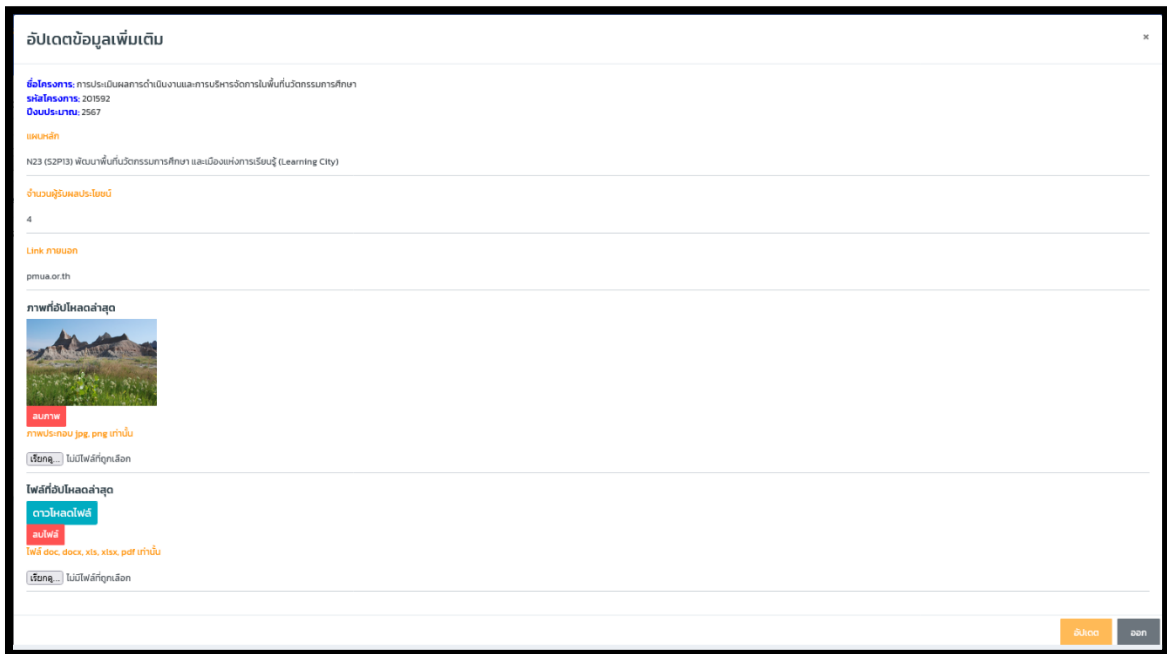 อัปเดตข้อมูลเพิ่มเติม
×
ชื่อโครงการ: การประเมินผลการดำเนินงานและการบริหารจัดการในพื้นที่นวัตกรรมการศึกษา
รหัสโครงการ: 201592
ปีงบประมาณ: 2567
แผนหลัก
N23 (S2P13) พัฒนาพื้นที่นวัตกรรมการศึกษา และเมืองแห่งการเรียนรู้ (Learning City)
จำนวนผู้รับผลประโยชน์
4
Link ภายนอก
pmua.or.th
ภาพที่อัปโหลดล่าสุด
ลบภาพ
ภาพประกอบ jpg, png เท่านั้น
เรียกดู... ไม่มีไฟล์ที่ถูกเลือก
ไฟล์ที่อัปโหลดล่าสุด
ดาวโหลดไฟล์
ลบไฟล์
ไฟล์ doc, docx, xls, xlsx, pdf เท่านั้น
เรียกดู... ไม่มีไฟล์ที่ถูกเลือก
อัปเดต ออก